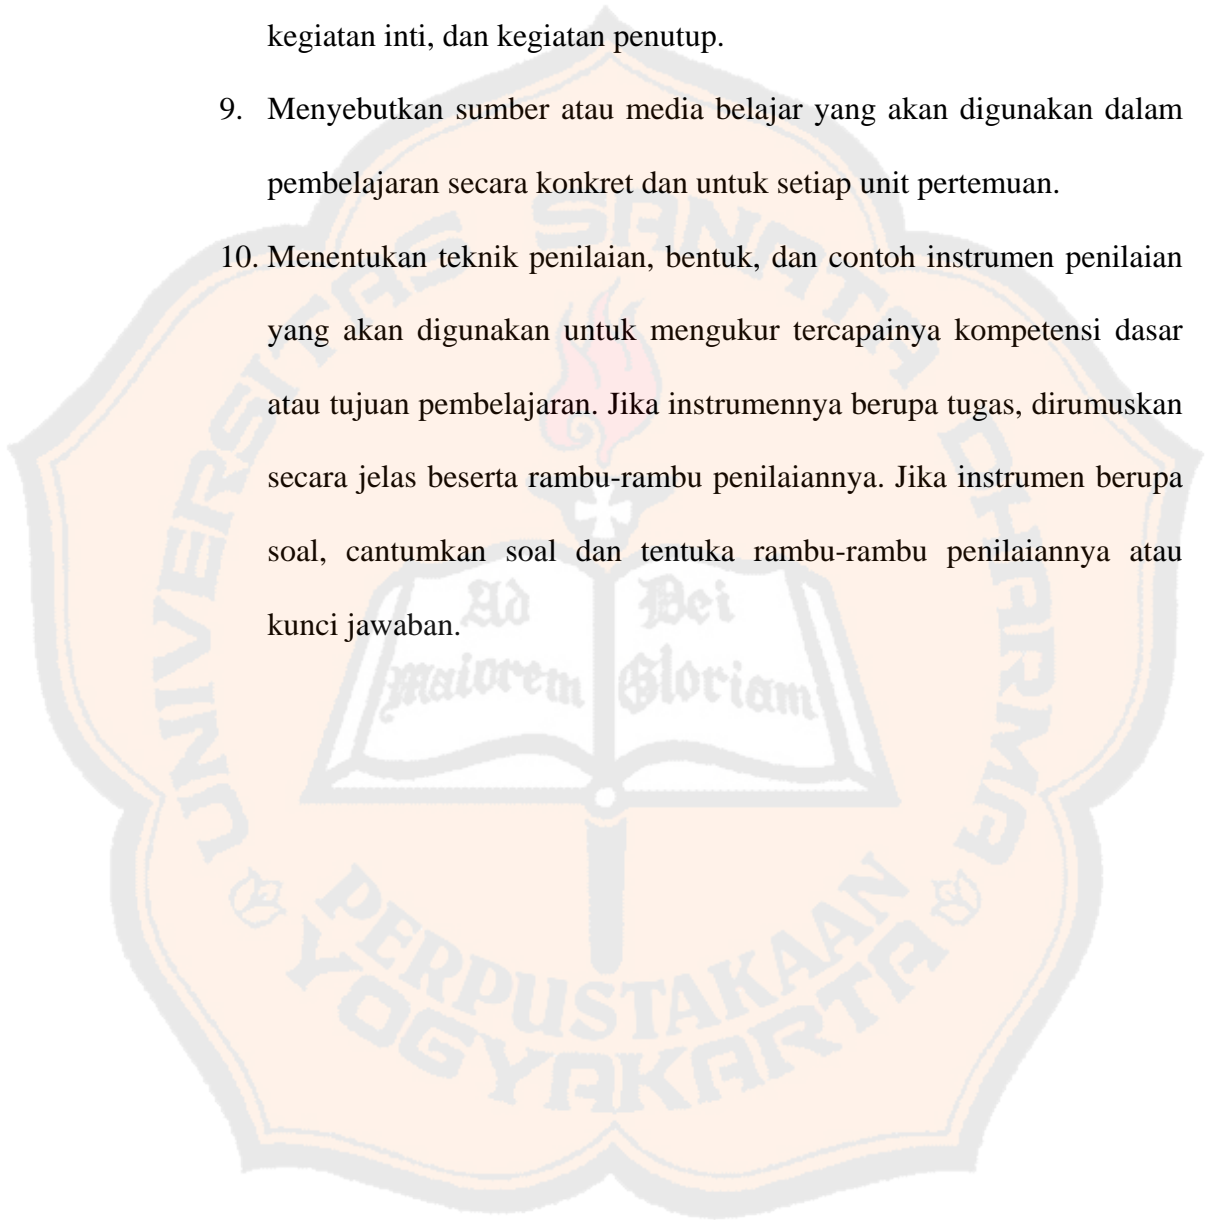 kegiatan inti, dan kegiatan penutup.
9. Menyebutkan sumber atau media belajar yang akan digunakan dalam
pembelajaran secara konkret dan untuk setiap unit pertemuan.
10. Menentukan teknik penilaian, bentuk, dan contoh instrumen penilaian
yang akan digunakan untuk mengukur tercapainya kompetensi dasar
atau tujuan pembelajaran. Jika instrumennya berupa tugas, dirumuskan
secara jelas beserta rambu-rambu penilaiannya. Jika instrumen berupa
soal, cantumkan soal dan tentuka rambu-rambu penilaiannya atau
kunci jawaban.
UNIVERSITAS SANATA DHARMA
Ad Maiorem
Dei Gloriam
PERPUSTAKAAN
YOGYAKARTA